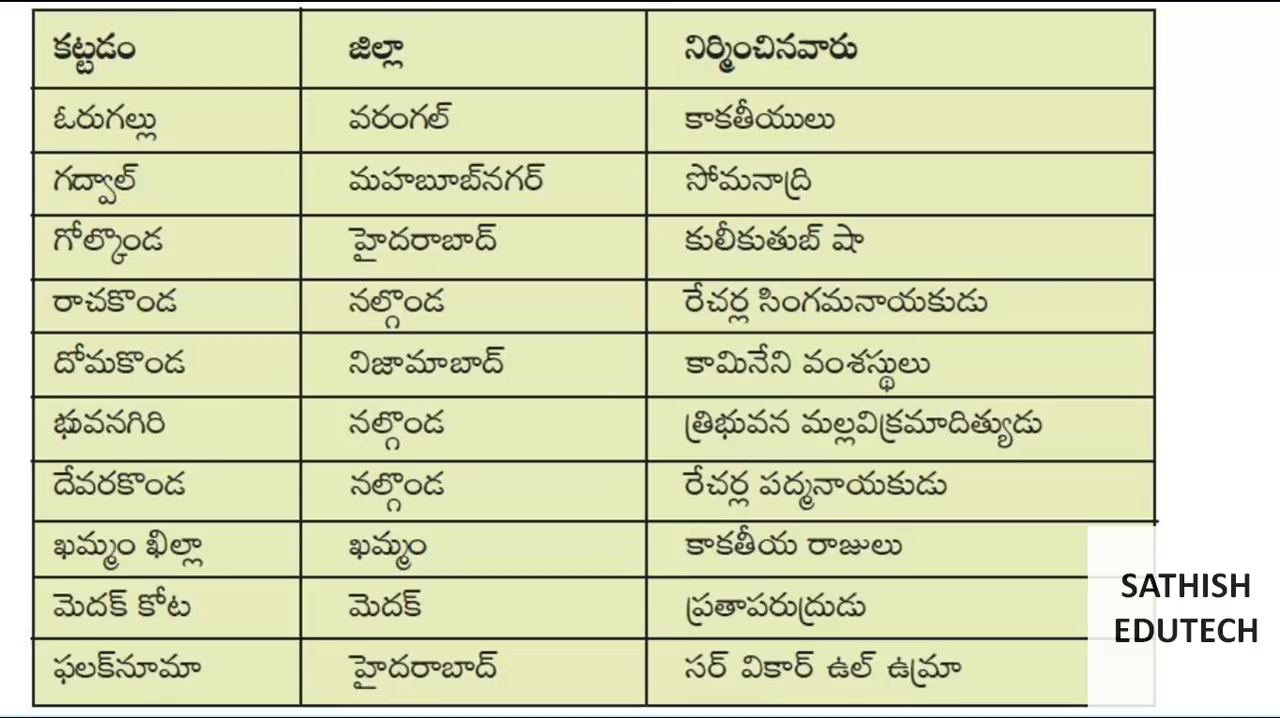 కట్టడం జిల్లా నిర్మించినవారు
ఓరుగల్లు వరంగల్ కాకతీయులు
గద్వాల్ మహబూబ్‌నగర్ సోమనాద్రి
గోల్కొండ హైదరాబాద్ కులీకుతుబ్ షా
రాచకొండ నల్గొండ రేచర్ల సింగమనాయకుడు
దోమకొండ నిజామాబాద్ కామినేని వంశస్థులు
భువనగిరి నల్గొండ త్రిభువన మల్లవిక్రమాదిత్యుడు
దేవరకొండ నల్గొండ రేచర్ల పద్మనాయకుడు
ఖమ్మం ఖిల్లా ఖమ్మం కాకతీయ రాజులు
మెదక్ కోట మెదక్ ప్రతాపరుద్రుడు
ఫలక్‌నూమా హైదరాబాద్ సర్ వికార్ ఉల్ ఉమ్రా
SATHISH
EDUTECH